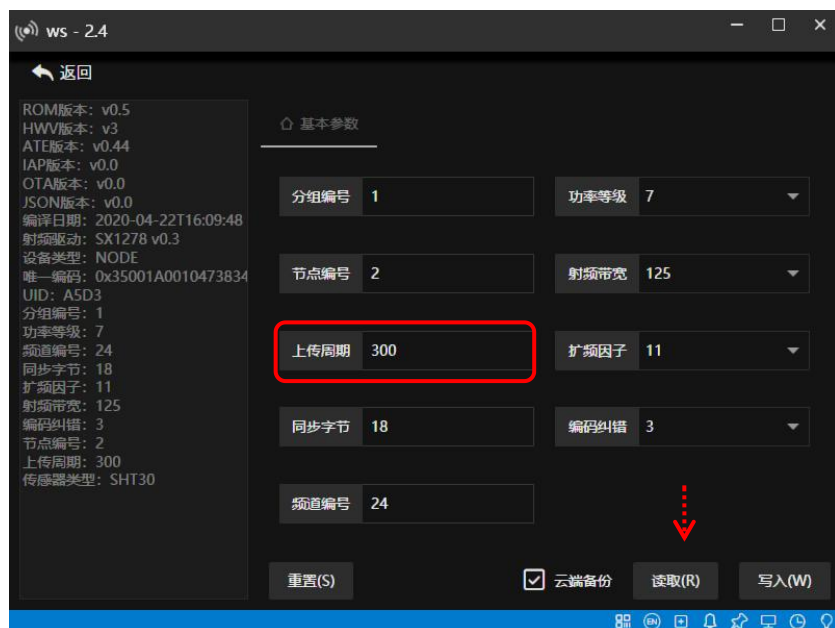 ws - 2.4
返回
ROM版本：v0.5
HWV版本：v3
ATE版本：v0.44
IAP版本：v0.0
OTA版本：v0.0
JSON版本：v0.0
编译日期：2020-04-22T16:09:48
射频驱动：SX1278 v0.3
设备类型：NODE
唯一编码：0x35001A0010473834
UID：A5D3
分组编号：1
功率等级：7
频道编号：24
同步字节：18
扩频因子：11
射频带宽：125
编码纠错：3
节点编号：2
上传周期：300
传感器类型：SHT30
基本参数
分组编号 1 功率等级 7
节点编号 2 射频带宽 125
上传周期 300 扩频因子 11
同步字节 18 编码纠错 3
频道编号 24
重置(S) 云端备份 读取(R) 写入(W)
EN